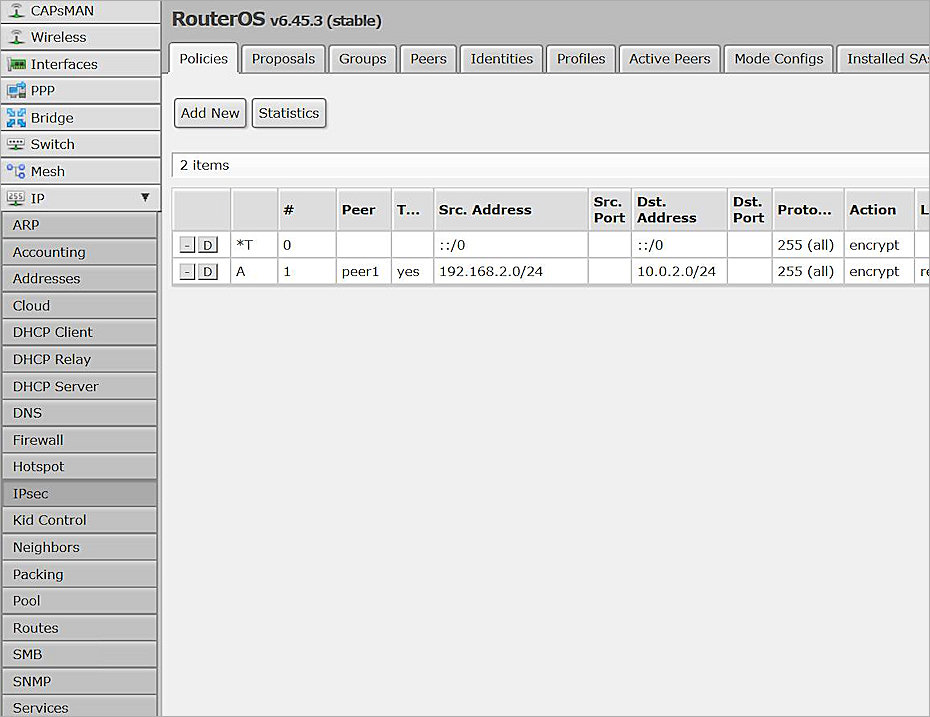 CAPsMAN
Wireless
Interfaces
PPP
Bridge
Switch
Mesh
255 IP ▼
ARP
Accounting
Addresses
Cloud
DHCP Client
DHCP Relay
DHCP Server
DNS
Firewall
Hotspot
IPsec
Kid Control
Neighbors
Packing
Pool
Routes
SMB
SNMP
Services
RouterOS v6.45.3 (stable)
Policies Proposals Groups Peers Identities Profiles Active Peers Mode Configs Installed SAs
Add New Statistics
2 items
# Peer T... Src. Address Src. Port Dst. Address Dst. Port Proto... Action L
- D *T 0 ::/0 ::/0 255 (all) encrypt
- D A 1 peer1 yes 192.168.2.0/24 10.0.2.0/24 255 (all) encrypt re